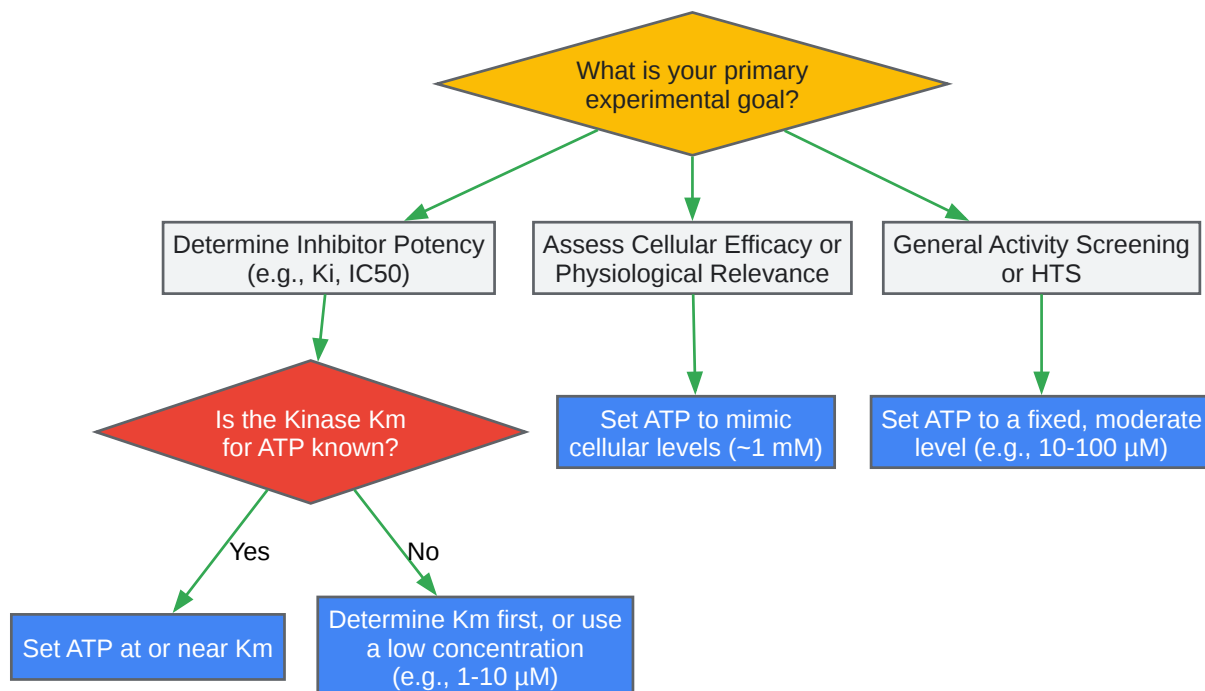 What is your primary
experimental goal?
Determine Inhibitor Potency
(e.g., Ki, IC50)
Assess Cellular Efficacy or
Physiological Relevance
General Activity Screening
or HTS
Is the Kinase Km
for ATP known?
Set ATP to mimic
cellular levels (~1 mM)
Set ATP to a fixed, moderate
level (e.g., 10-100 µM)
Yes
No
Set ATP at or near Km
Determine Km first, or use
a low concentration
(e.g., 1-10 µM)